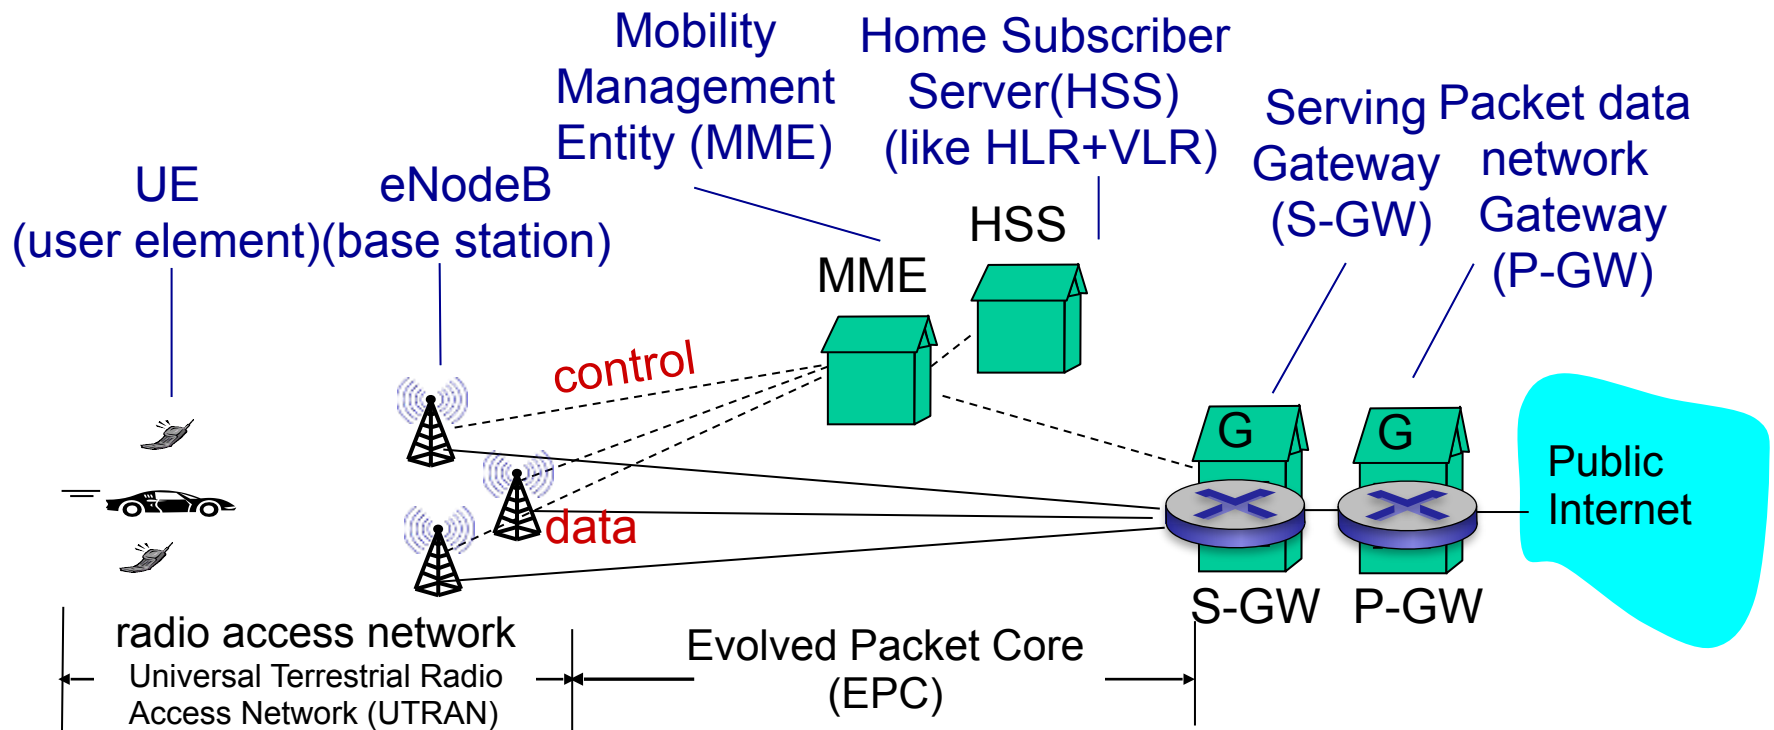 Mobility
Management
Entity (MME)
Home Subscriber
Server(HSS)
(like HLR+VLR)
Serving
Gateway
(S-GW)
Packet data
network
Gateway
(P-GW)
UE
(user element)
eNodeB
(base station)
HSS
MME
control
data
G
G
Public
Internet
S-GW
P-GW
radio access network
Universal Terrestrial Radio
Access Network (UTRAN)
Evolved Packet Core
(EPC)